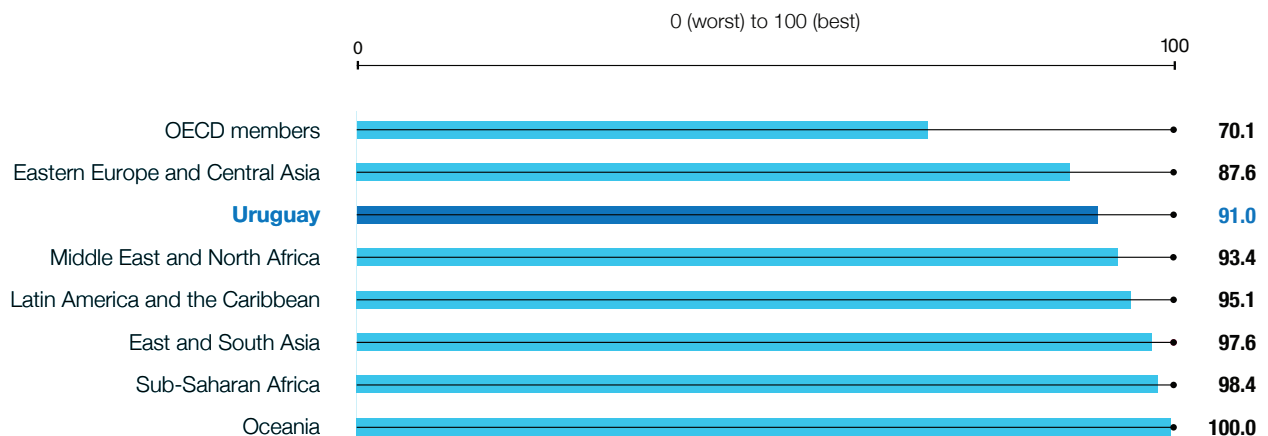 0 (worst) to 100 (best)
0 100
OECD members 70.1
Eastern Europe and Central Asia 87.6
Uruguay 91.0
Middle East and North Africa 93.4
Latin America and the Caribbean 95.1
East and South Asia 97.6
Sub-Saharan Africa 98.4
Oceania 100.0